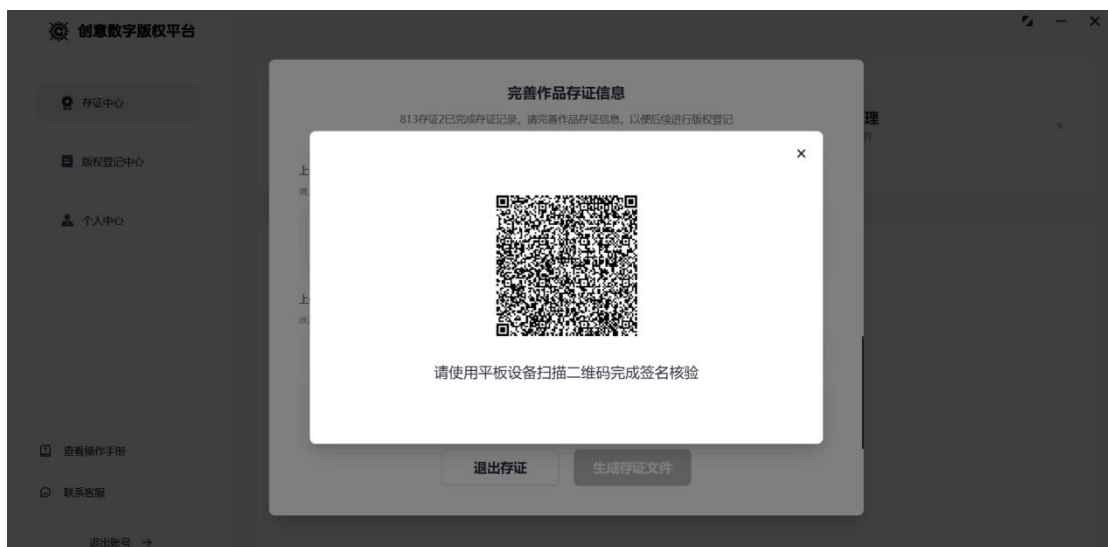 创意数字版权平台
存证中心
版权登记中心
个人中心
完善作品存证信息
813存证2已完成存证记录，请完善作品存证信息，以便后续进行版权登记
理
上
上
请使用平板设备扫描二维码完成签名核验
退出存证
生成存证文件
查看操作手册
联系客服
退出账号